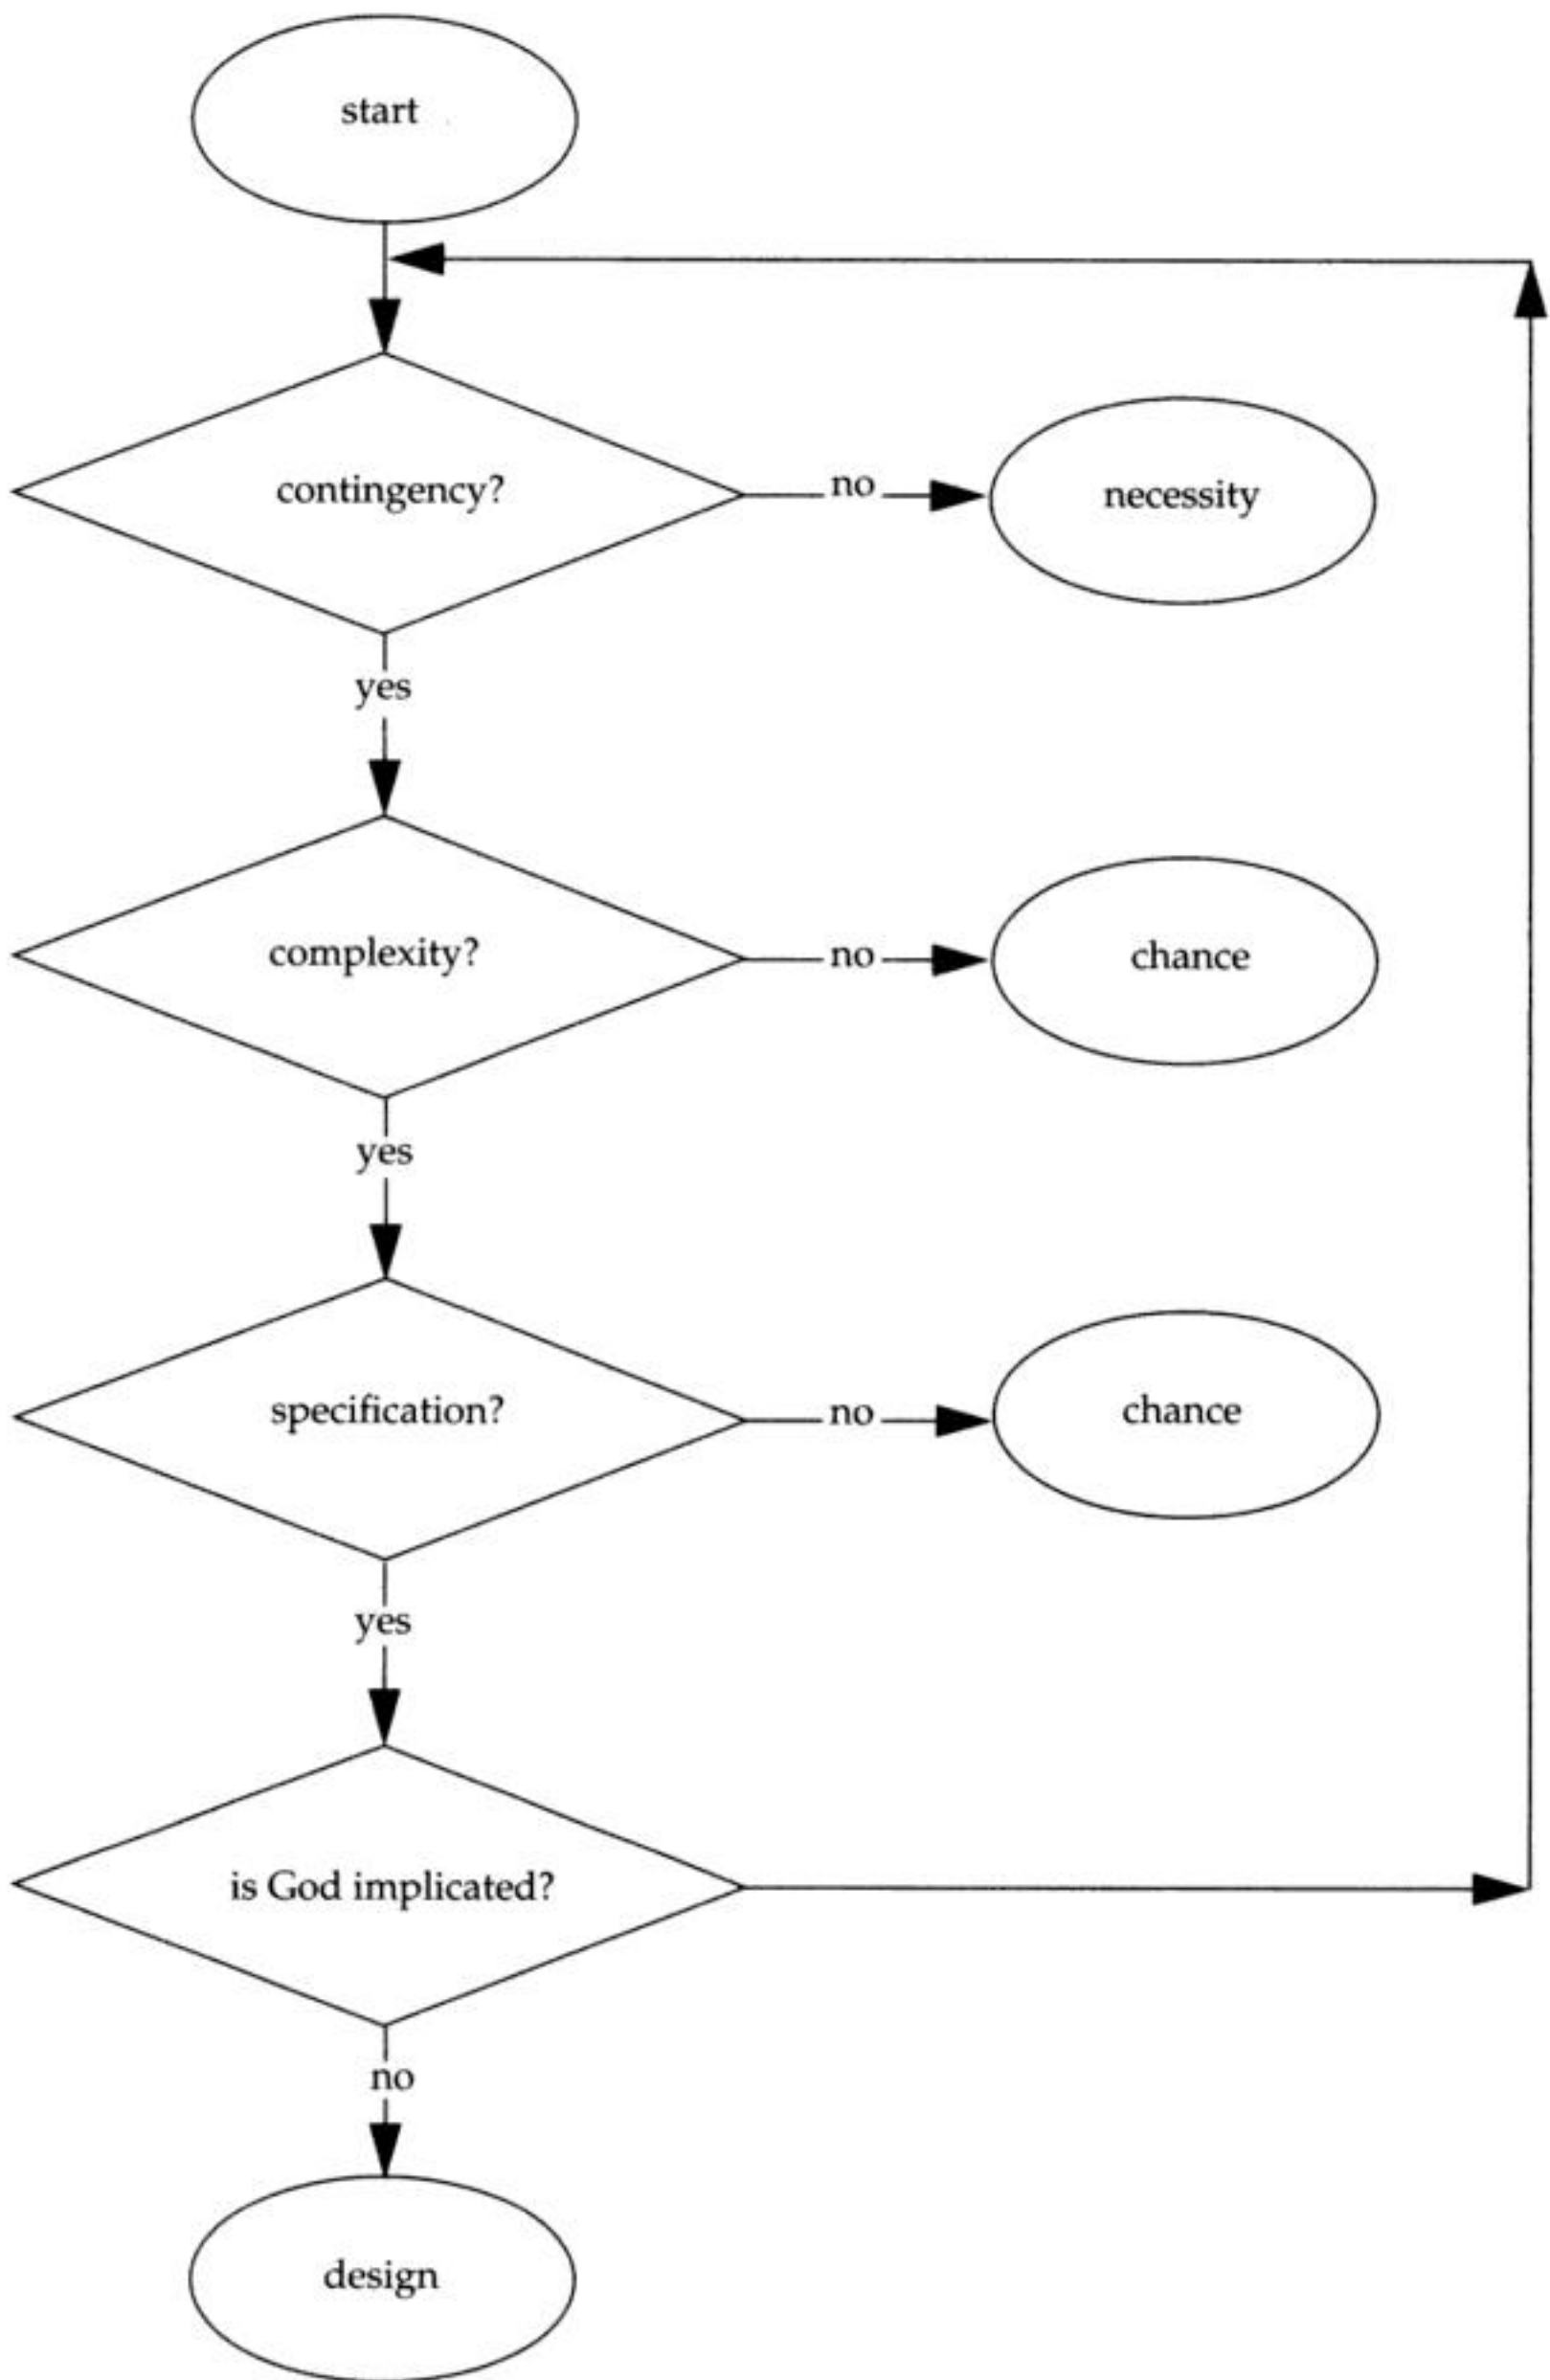 start
contingency?
no
necessity
yes
complexity?
no
chance
yes
specification?
no
chance
yes
is God implicated?
no
design